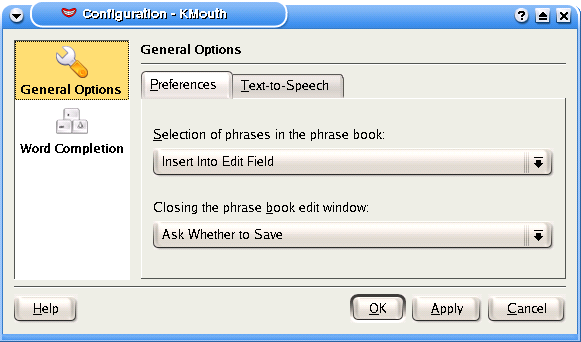 Configuration - KMouth
General Options
Word Completion
General Options
Preferences
Text-to-Speech
Selection of phrases in the phrase book:
Insert Into Edit Field
Closing the phrase book edit window:
Ask Whether to Save
Help
OK
Apply
Cancel